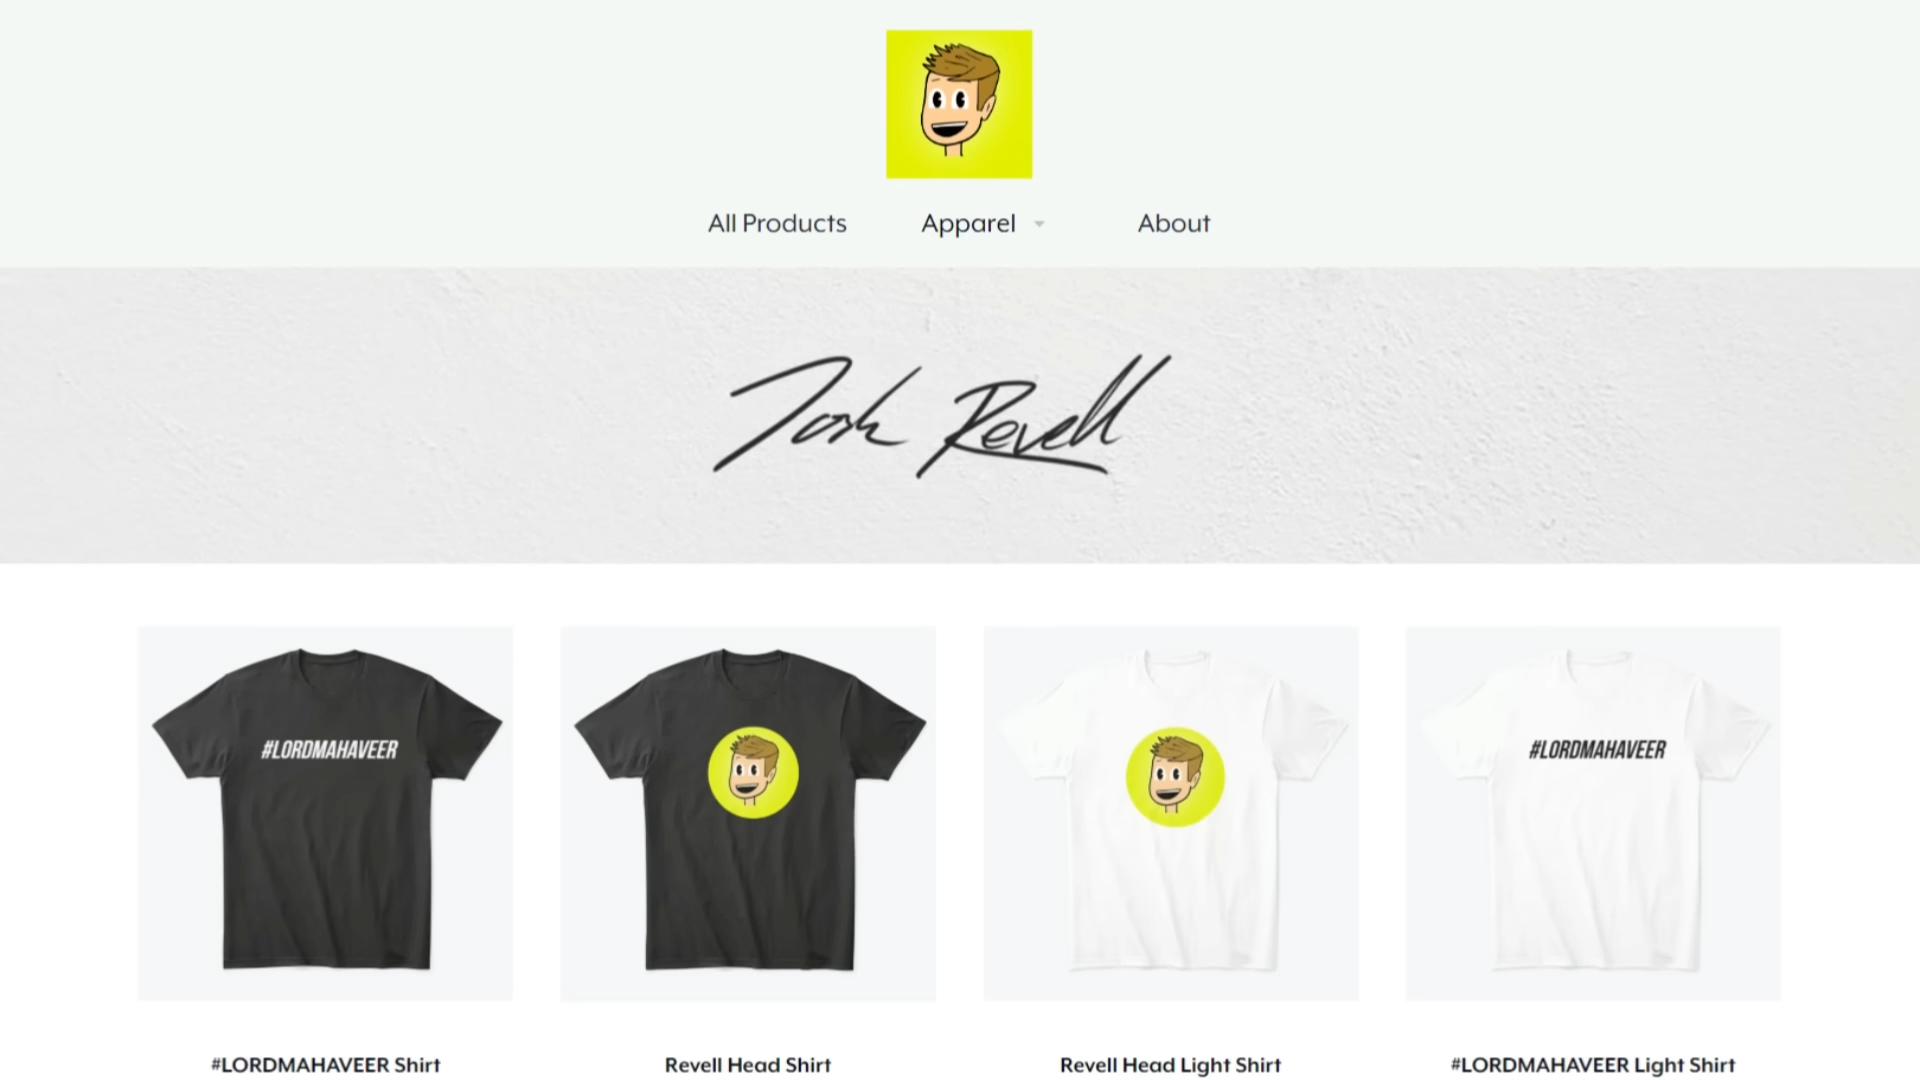 All Products Apparel About
Josh Revell
#LORDMAHAVEER
#LORDMAHAVEER
#LORDMAHAVEER Shirt
Revell Head Shirt
Revell Head Light Shirt
#LORDMAHAVEER Light Shirt